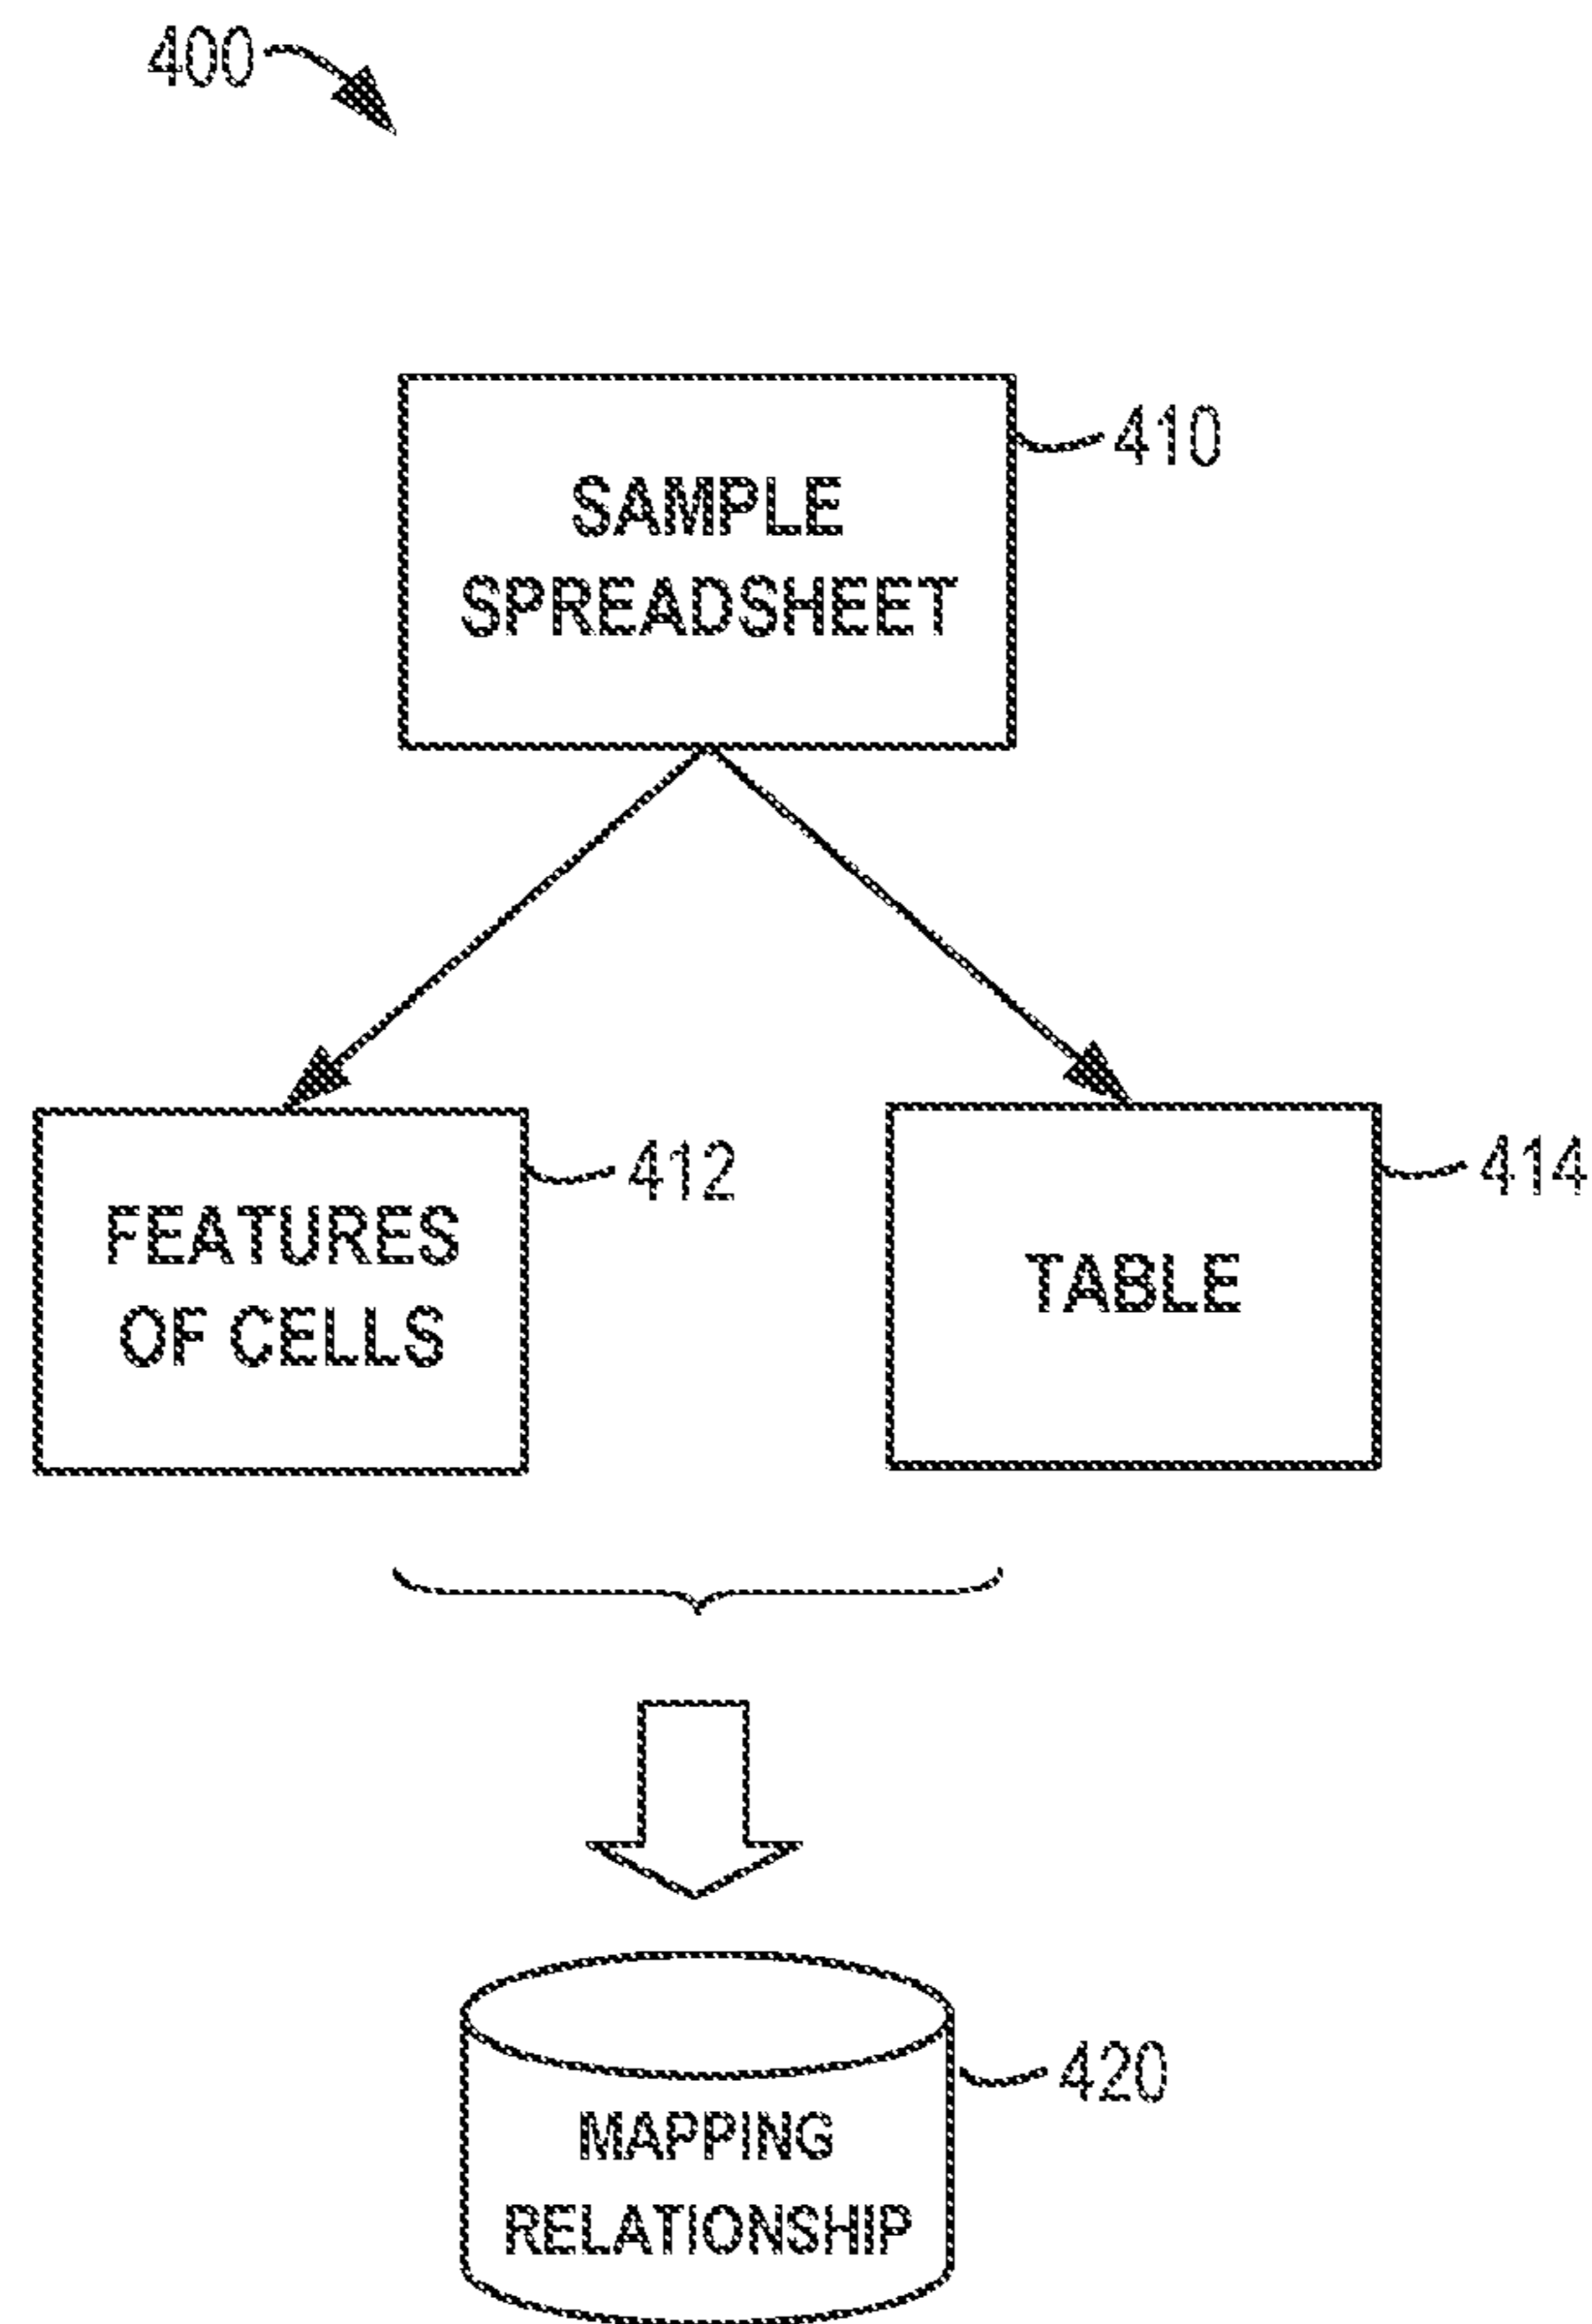 400
SAMPLE
SPREADSHEET
410
FEATURES
OF CELLS
412
TABLE
414
MAPPING
RELATIONSHIP
420